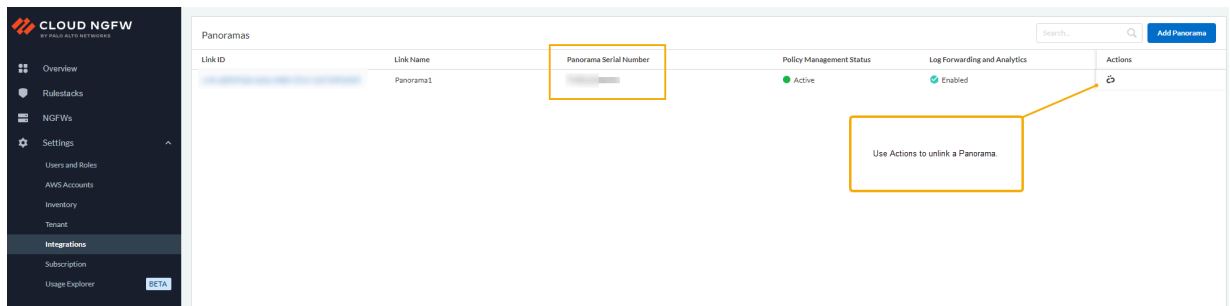 CLOUD NGFW
BY PALO ALTO NETWORKS
Overview
Rulestacks
NGFWs
Settings
Users and Roles
AWS Accounts
Inventory
Tenant
Integrations
Subscription
Usage Explorer BETA
Panoramas
Search..
Add Panorama
Link ID Link Name Panorama Serial Number Policy Management Status Log Forwarding and Analytics Actions
Panorama1 Active Enabled
Use Actions to unlink a Panorama.